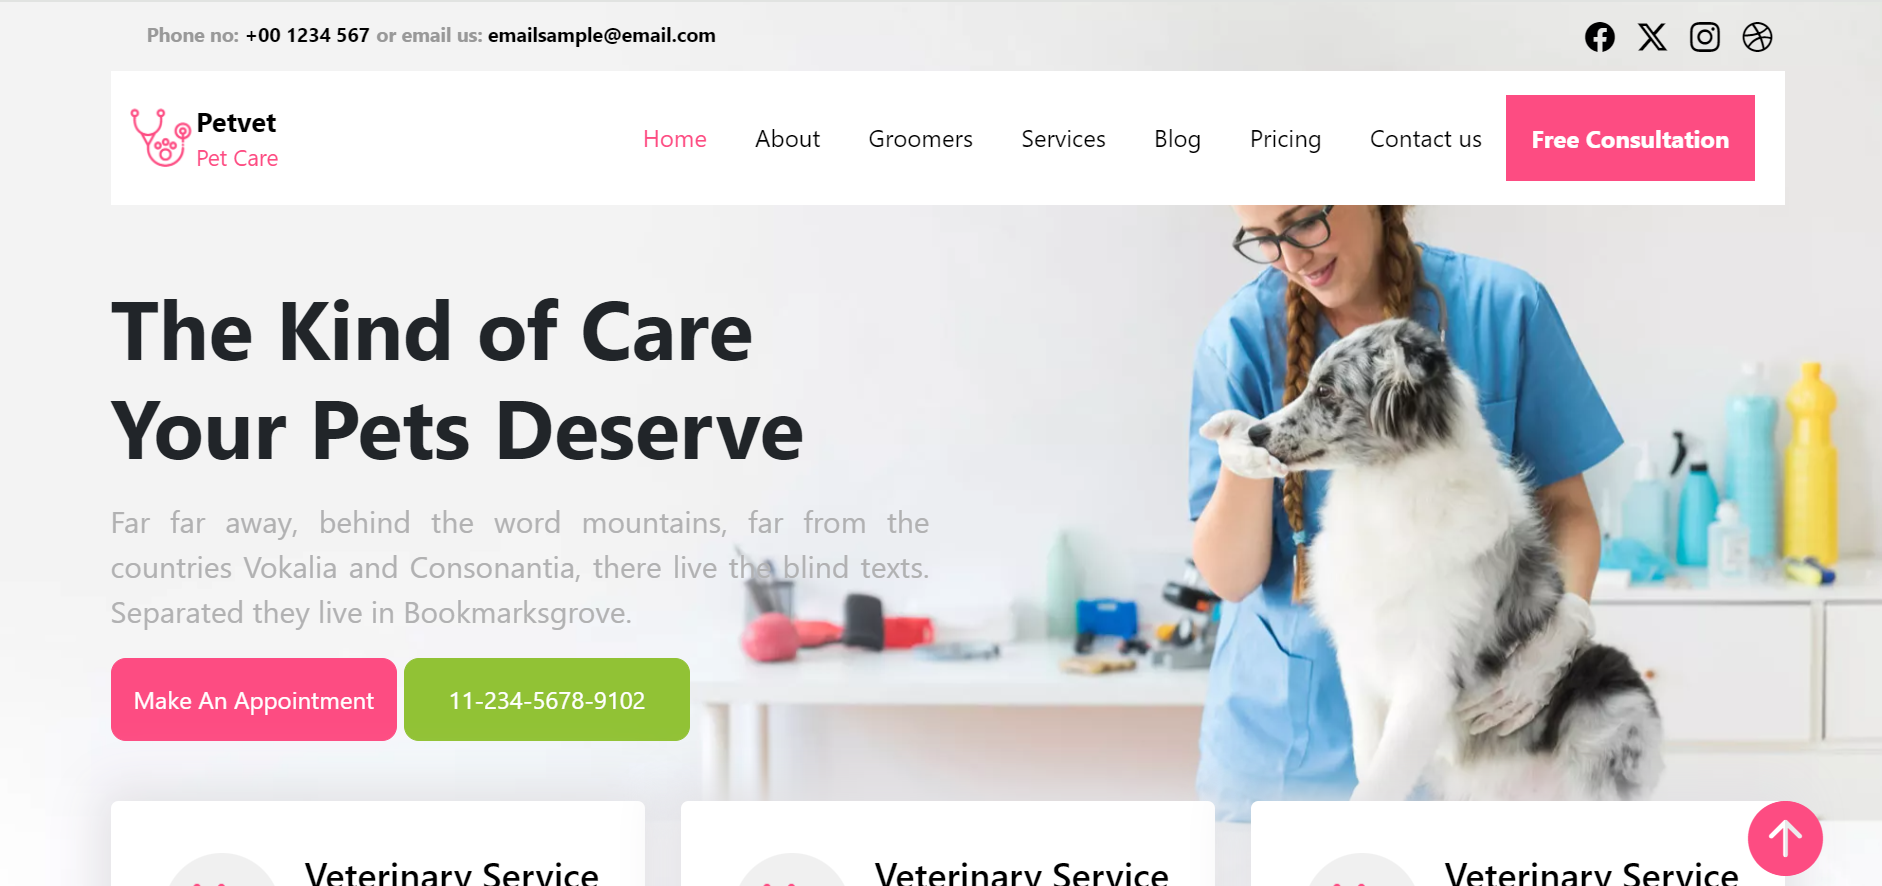 Phone no: +00 1234 567 or email us: emailsample@email.com
Petvet
Pet Care
Home
About
Groomers
Services
Blog
Pricing
Contact us
Free Consultation
The Kind of Care
Your Pets Deserve
Far far away, behind the word mountains, far from the
countries Vokalia and Consonantia, there live the blind texts.
Separated they live in Bookmarksgrove.
Make An Appointment
11-234-5678-9102
Veterinary Service
Veterinary Service
Veterinary Service